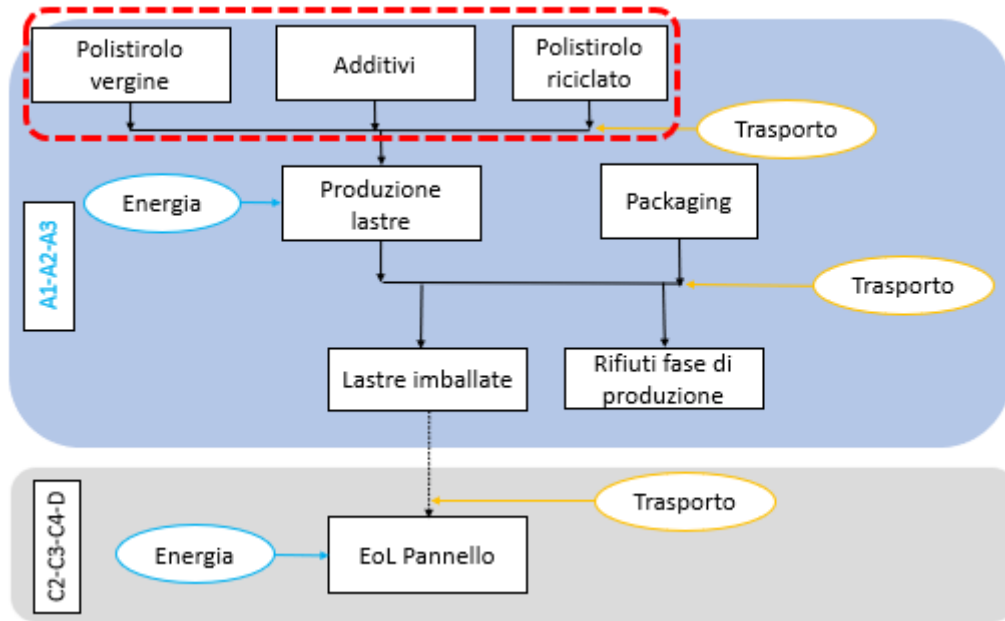 Polistirolo
vergine
Additivi
Polistirolo
riciclato
Trasporto
Energia
Produzione
lastre
Packaging
A1-A2-A3
Trasporto
Lastre imballate
Rifiuti fase di
produzione
C2-C3-C4-D
Trasporto
Energia
EoL Pannello